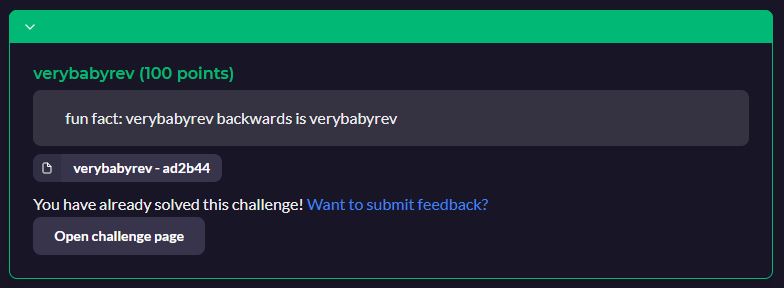 verybabyrev (100 points)
fun fact: verybabyrev backwards is verybabyrev
verybabyrev - ad2b44
You have already solved this challenge! Want to submit feedback?
Open challenge page